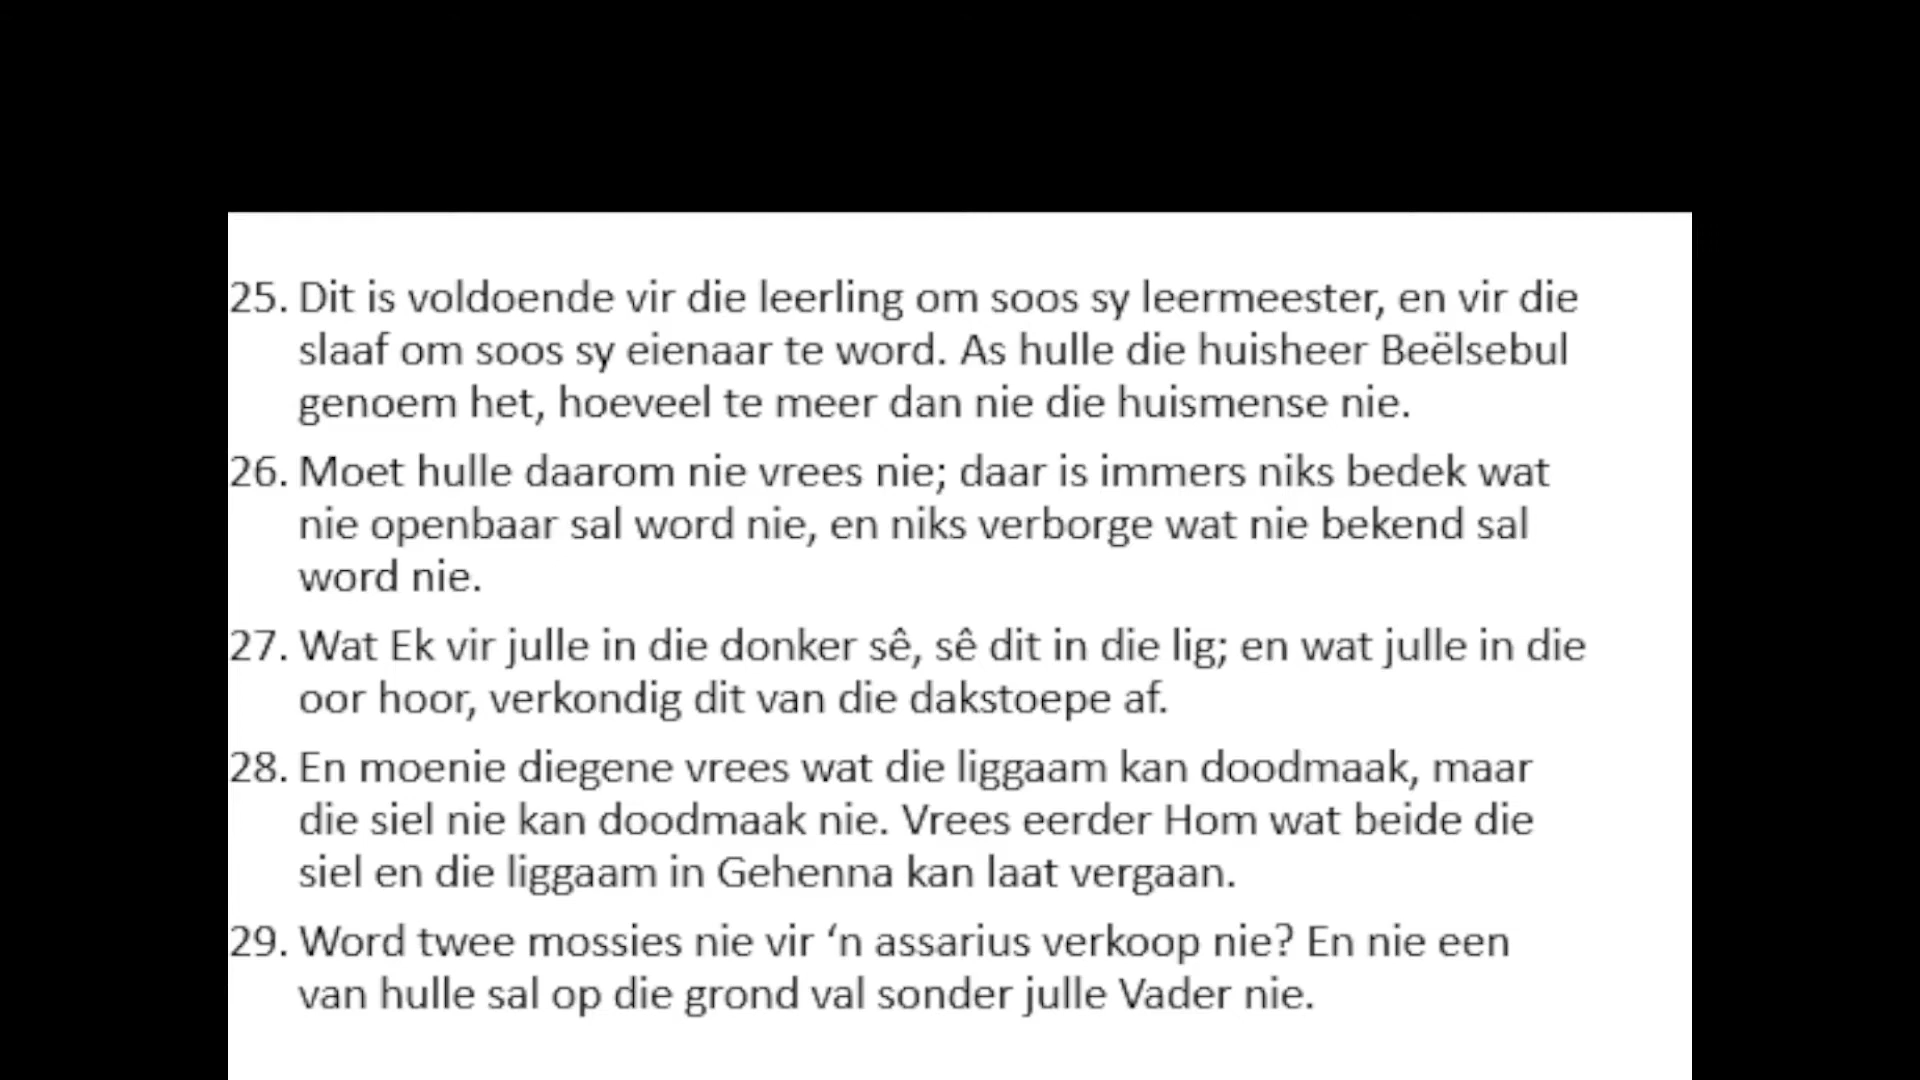 25. Dit is voldoende vir die leerling om soos sy leermeester, en vir die
slaaf om soos sy eienaar te word. As hulle die huisheer Beëlsebul
genoem het, hoeveel te meer dan nie die huismense nie.
26. Moet hulle daarom nie vrees nie; daar is immers niks bedek wat
nie openbaar sal word nie, en niks verborge wat nie bekend sal
word nie.
27. Wat Ek vir julle in die donker sê, sê dit in die lig; en wat julle in die
oor hoor, verkondig dit van die dakstoepe af.
28. En moenie diegene vrees wat die liggaam kan doodmaak, maar
die siel nie kan doodmaak nie. Vrees eerder Hom wat beide die
siel en die liggaam in Gehenna kan laat vergaan.
29. Word twee mossies nie vir ‘n assarius verkoop nie? En nie een
van hulle sal op die grond val sonder julle Vader nie.